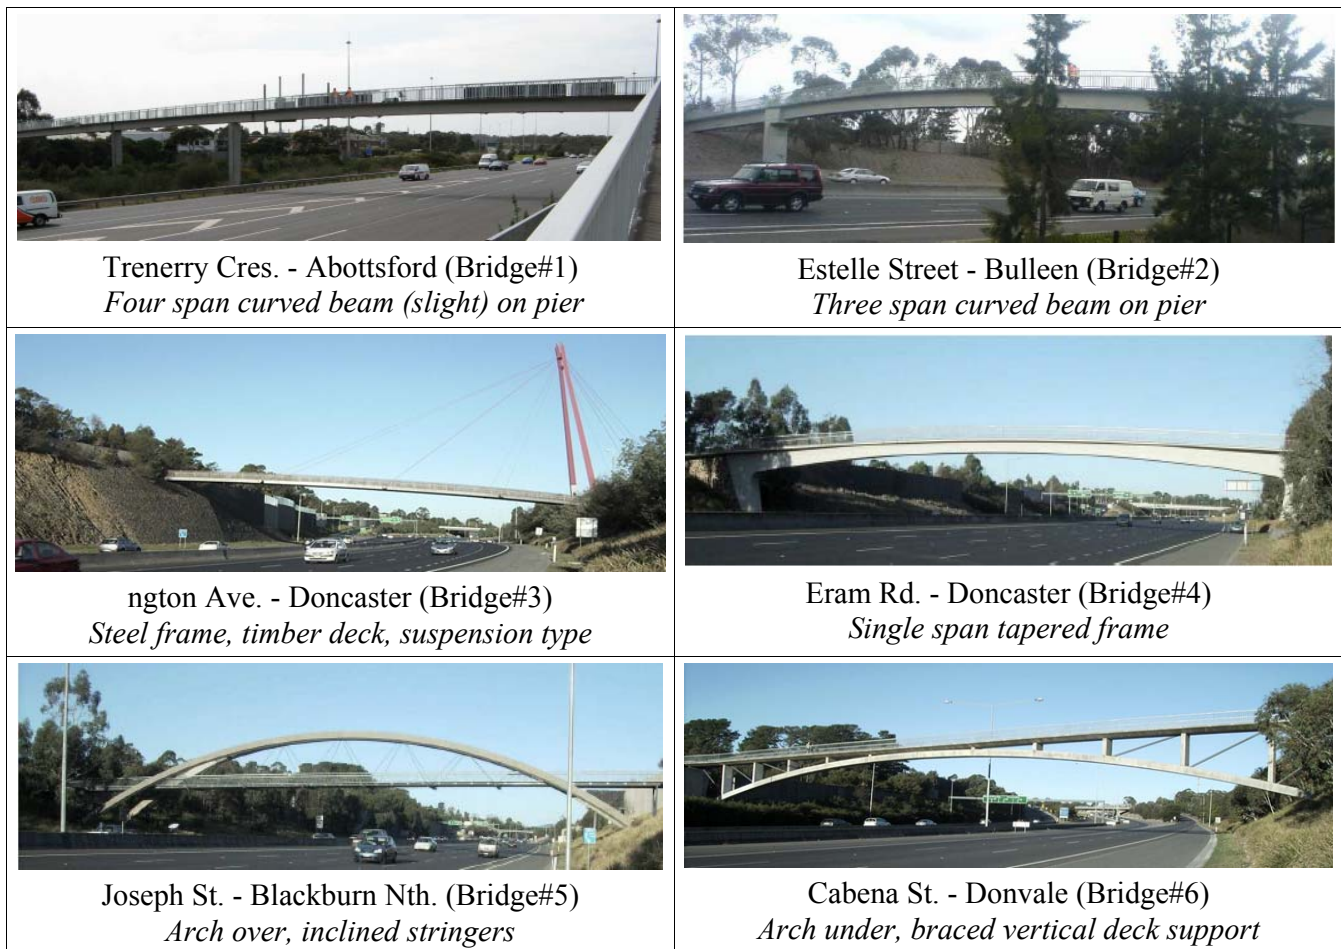 Trenerry Cres. - Abottsford (Bridge#1)
Four span curved beam (slight) on pier
Estelle Street - Bulleen (Bridge#2)
Three span curved beam on pier
ngton Ave. - Doncaster (Bridge#3)
Steel frame, timber deck, suspension type
Eram Rd. - Doncaster (Bridge#4)
Single span tapered frame
Joseph St. - Blackburn Nth. (Bridge#5)
Arch over, inclined stringers
Cabena St. - Donvale (Bridge#6)
Arch under, braced vertical deck support